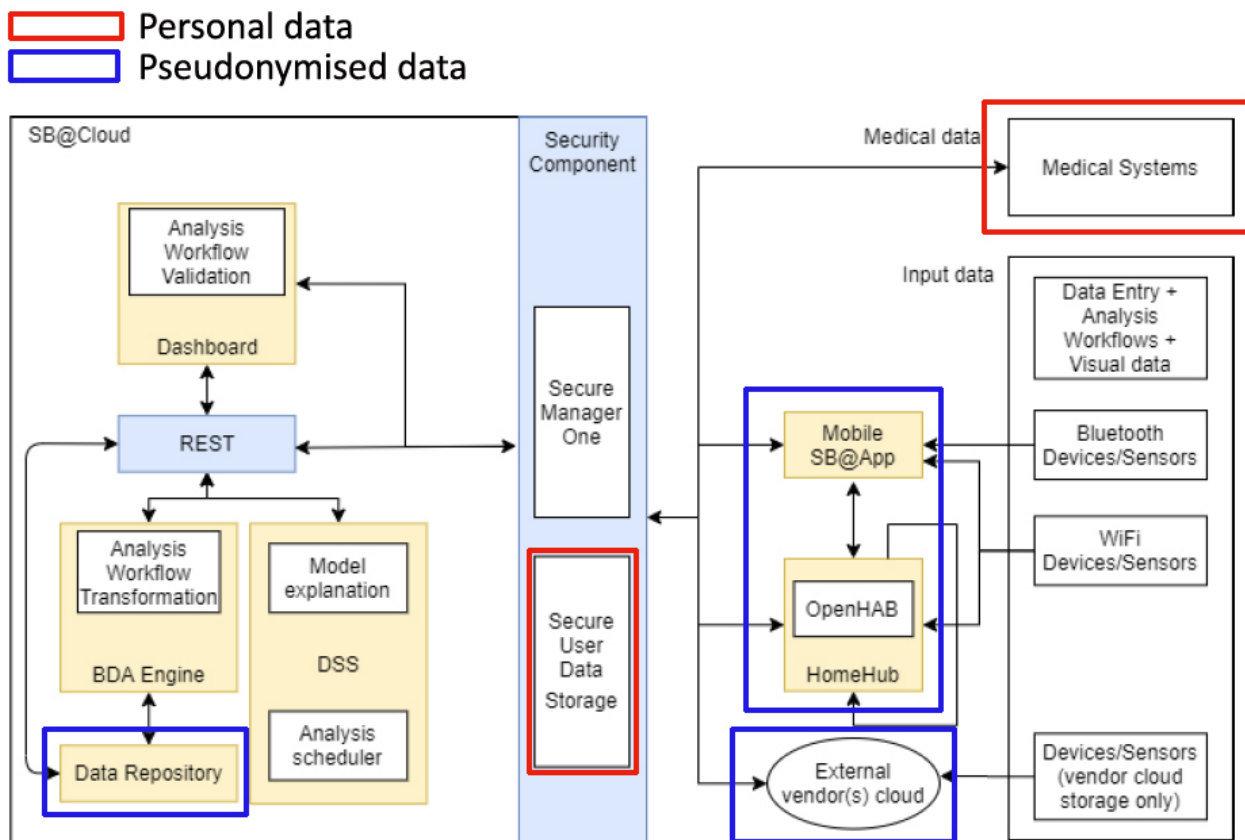 Personal data
Pseudonymised data
SB@Cloud
Security
Component
Medical data
Medical Systems
Analysis
Workflow
Validation
Dashboard
Input data
Data Entry +
Analysis
Workflows +
Visual data
Secure
Manager
One
REST
Mobile
SB@App
Bluetooth
Devices/Sensors
Analysis
Workflow
Transformation
BDA Engine
Model
explanation
DSS
Analysis
scheduler
WiFi
Devices/Sensors
Secure
User
Data
Storage
OpenHAB
HomeHub
Data Repository
External
vendor(s) cloud
Devices/Sensors
(vendor cloud
storage only)